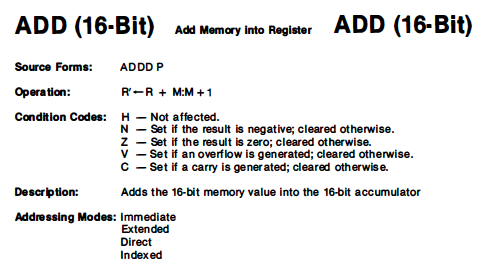 ADD (16-Bit) Add Memory into Register ADD (16-Bit)
Source Forms: ADDD P
Operation: R'←R + M:M+1
Condition Codes: H — Not affected.
N — Set if the result is negative; cleared otherwise.
Z — Set if the result is zero; cleared otherwise.
V — Set if an overflow is generated; cleared otherwise.
C — Set if a carry is generated; cleared otherwise.
Description: Adds the 16-bit memory value into the 16-bit accumulator
Addressing Modes: Immediate
Extended
Direct
Indexed